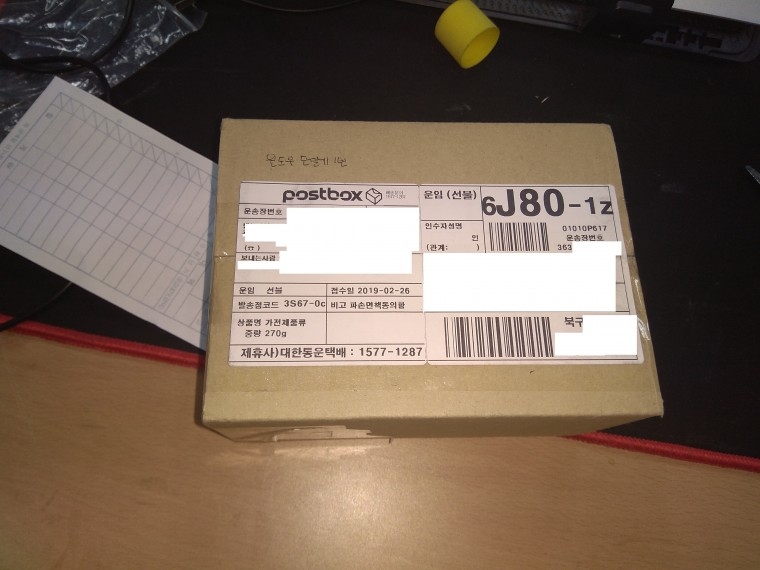 postbox
운송장번호
(ㅠ)
보내는사람
운임 선불
접수일 2019-02-26
발송점코드 3S67-0c
비고 파손면책동의함
상품명 가전제품류
중량 270g
제휴사)대한통운택배 : 1577-1287
운임 (선불)
6J80-1z
인수자성명
인
(관계: )
01010P617
운송장번호
363
북구